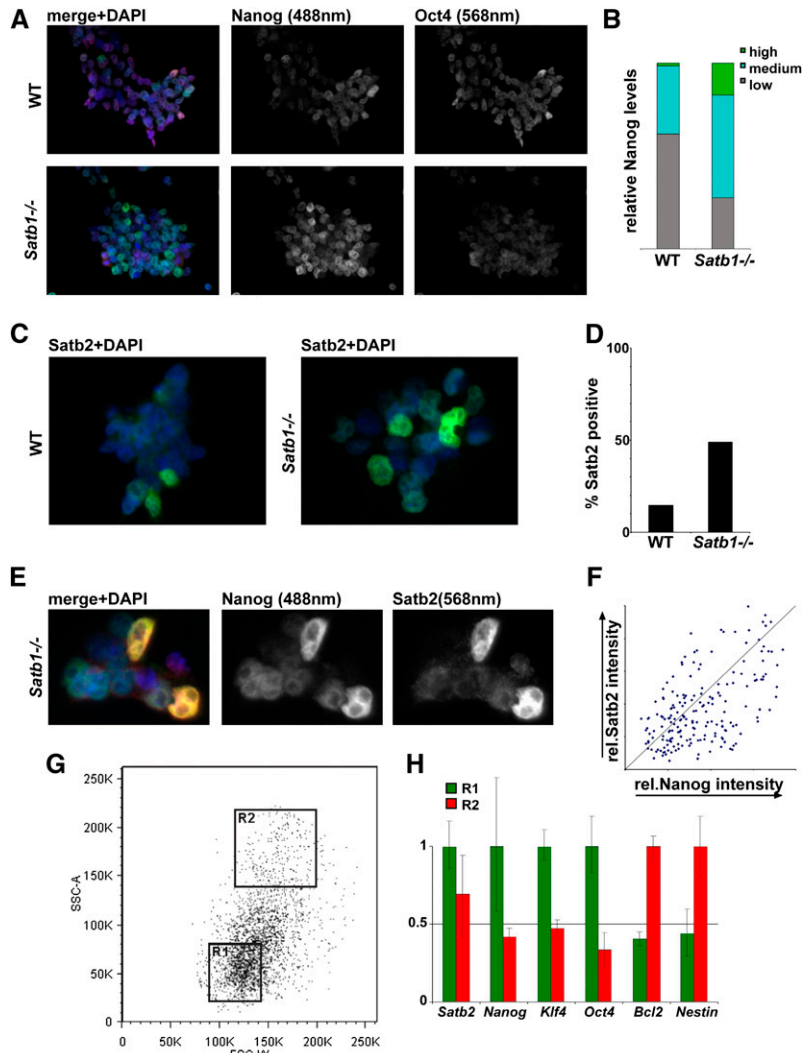 A
merge+DAPI
Nanog (488nm)
Oct4 (568nm)
WT
Satb1-/-
B
high
medium
low
relative Nanog levels
WT
Satb1-/-
C
Satb2+DAPI
Satb2+DAPI
WT
Satb1-/-
D
100
50
0
% Satb2 positive
WT
Satb1-/-
E
merge+DAPI
Nanog (488nm)
Satb2(568nm)
Satb1-/-
F
rel.Satb2 intensity
rel.Nanog intensity
G
250K
200K
150K
100K
50K
0
SSC-A
R2
R1
0
50K
100K
150K
200K
250K
H
R1
R2
1
0.5
0
Satb2
Nanog
Klf4
Oct4
Bcl2
Nestin